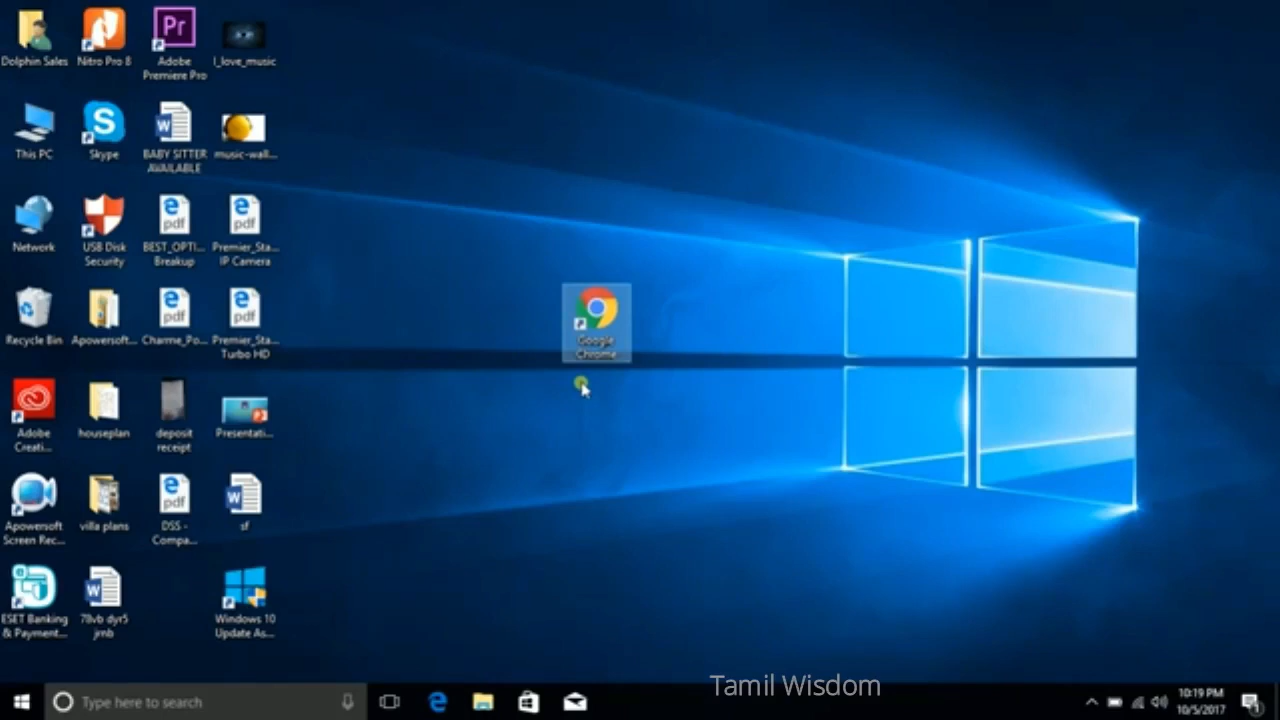 Dolphin Sales
Nitro Pro 8
Adobe
Premiere Pro
I_love_music
This PC
Skype
BABY SITTER
AVAILABLE
music-wall...
Network
USB Disk
Security
BEST_OPTI...
Breakup
Premier_Sta...
IP Camera
Recycle Bin
Apowersoft...
Charme_Po...
Premier_Sta...
Turbo HD
Google
Chrome
Adobe
Creati...
houseplan
deposit
receipt
Presentati...
Apowersoft
Screen Rec...
villa plans
DSS -
Compa...
sf
ESET Banking
& Payment...
78vb dyr5
Windows 10
Update As...
Type here to search
Tamil Wisdom
10:19 PM
10/5/2017